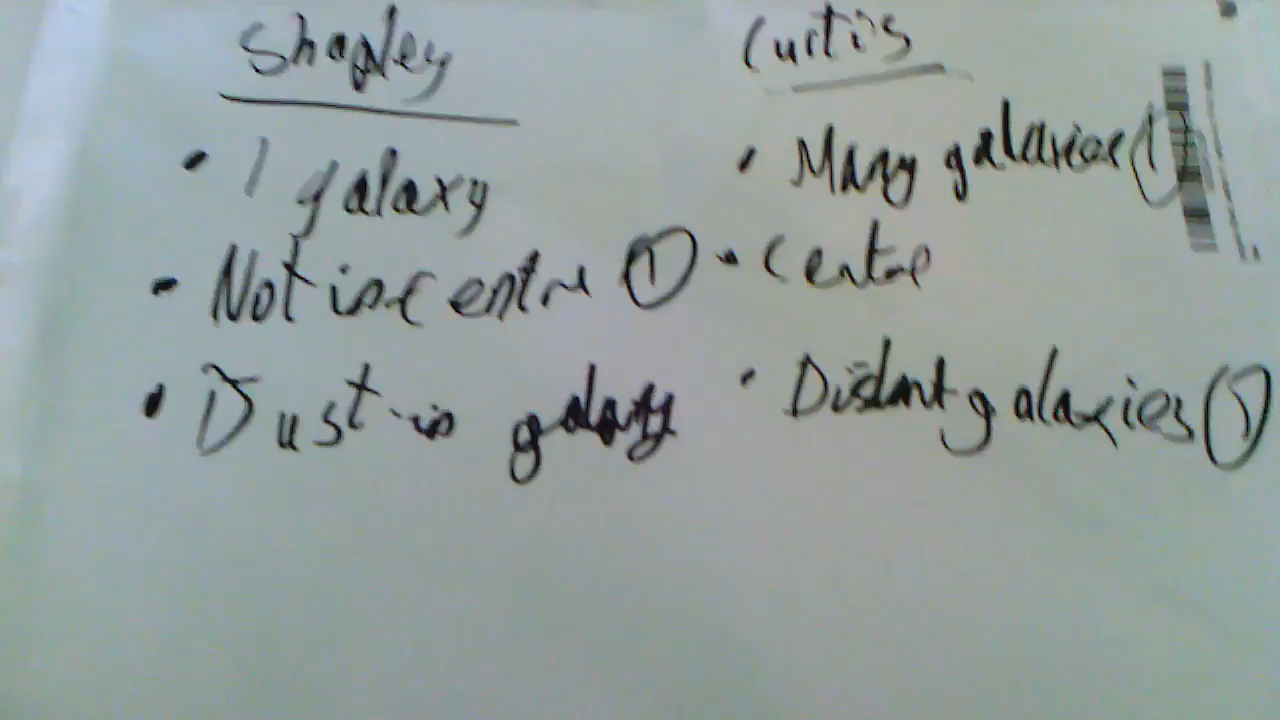 Shapley
• 1 galaxy
• Not in centre ①
• Dust in galaxy
Curtis
• Many galaxies ①
• Centre
• Distant galaxies ①